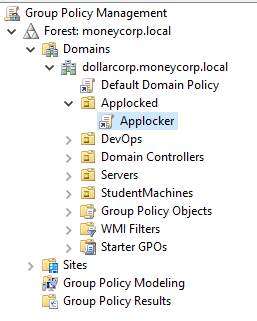 Group Policy Management
Forest: moneycorp.local
Domains
dollarcorp.moneycorp.local
Default Domain Policy
Applocked
Applocker
DevOps
Domain Controllers
Servers
StudentMachines
Group Policy Objects
WMI Filters
Starter GPOs
Sites
Group Policy Modeling
Group Policy Results